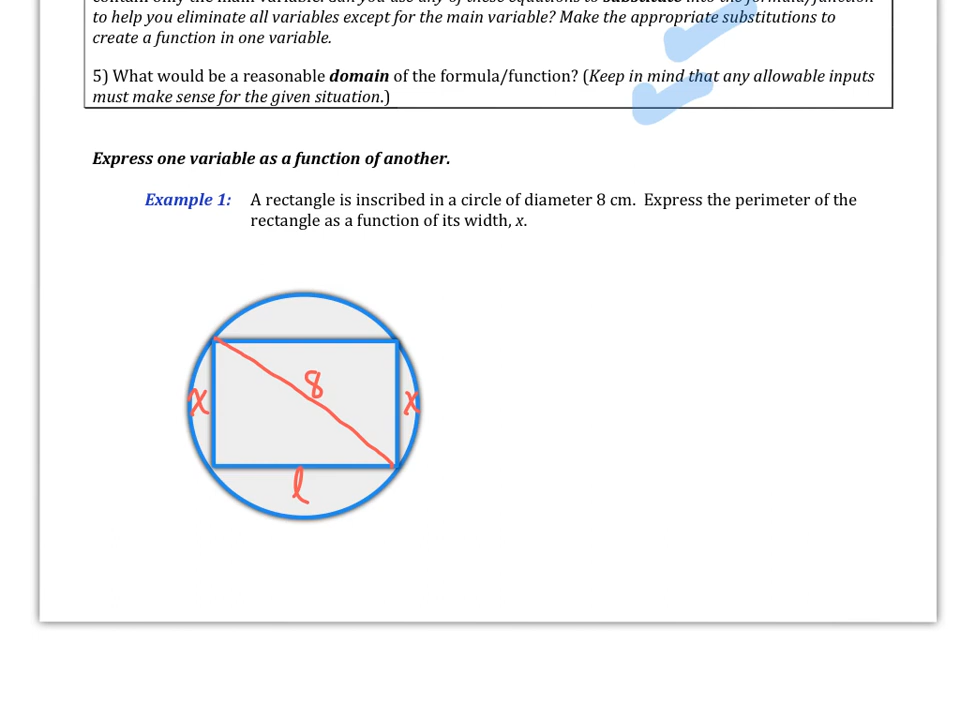 to help you eliminate all variables except for the main variable? Make the appropriate substitutions to
create a function in one variable.
5) What would be a reasonable domain of the formula/function? (Keep in mind that any allowable inputs
must make sense for the given situation.)
Express one variable as a function of another.
Example 1: A rectangle is inscribed in a circle of diameter 8 cm. Express the perimeter of the
rectangle as a function of its width, x.
8
x x
l